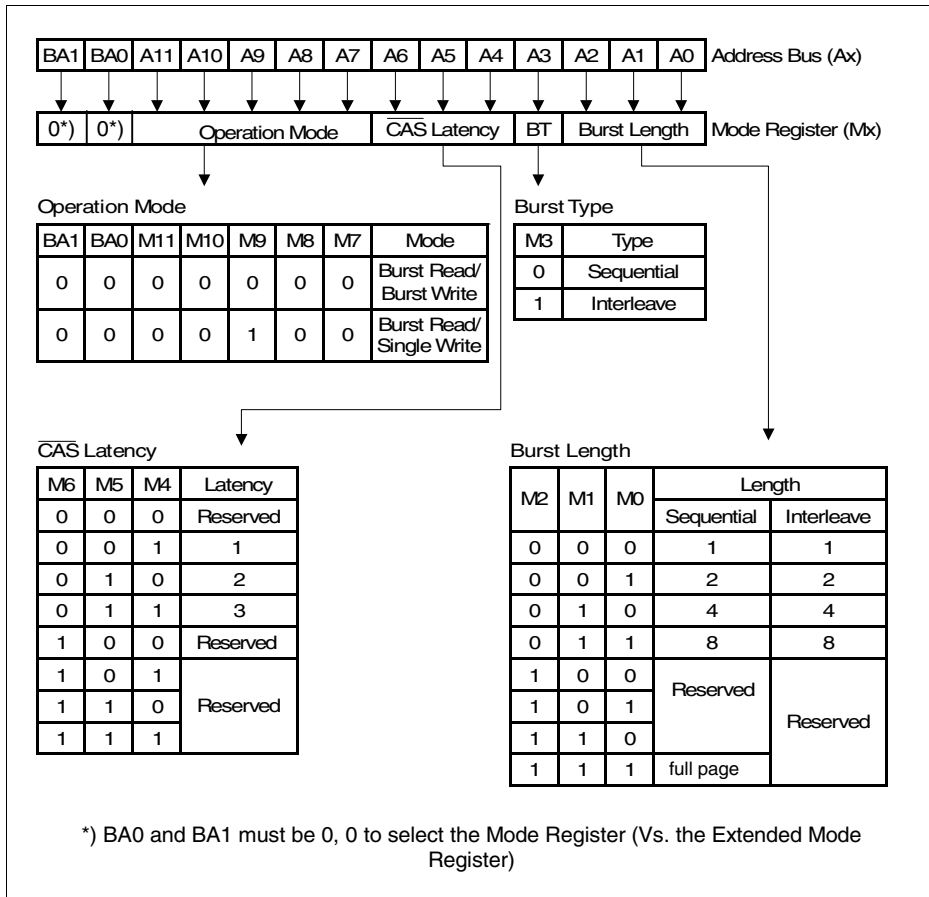 BA1 BA0 A11 A10 A9 A8 A7 A6 A5 A4 A3 A2 A1 A0 Address Bus (Ax)
0*) 0*) Operation Mode CAS Latency BT Burst Length Mode Register (Mx)
Operation Mode
BA1 BA0 M11 M10 M9 M8 M7 Mode
0 0 0 0 0 0 0 Burst Read/
Burst Write
0 0 0 0 1 0 0 Burst Read/
Single Write
Burst Type
M3 Type
0 Sequential
1 Interleave
CAS Latency
M6 M5 M4 Latency
0 0 0 Reserved
0 0 1 1
0 1 0 2
0 1 1 3
1 0 0 Reserved
1 0 1
1 1 0 Reserved
1 1 1
Burst Length
M2 M1 M0 Length
Sequential Interleave
0 0 0 1 1
0 0 1 2 2
0 1 0 4 4
0 1 1 8 8
1 0 0 Reserved
1 0 1 Reserved
1 1 0
1 1 1 full page
*) BA0 and BA1 must be 0, 0 to select the Mode Register (Vs. the Extended Mode
Register)